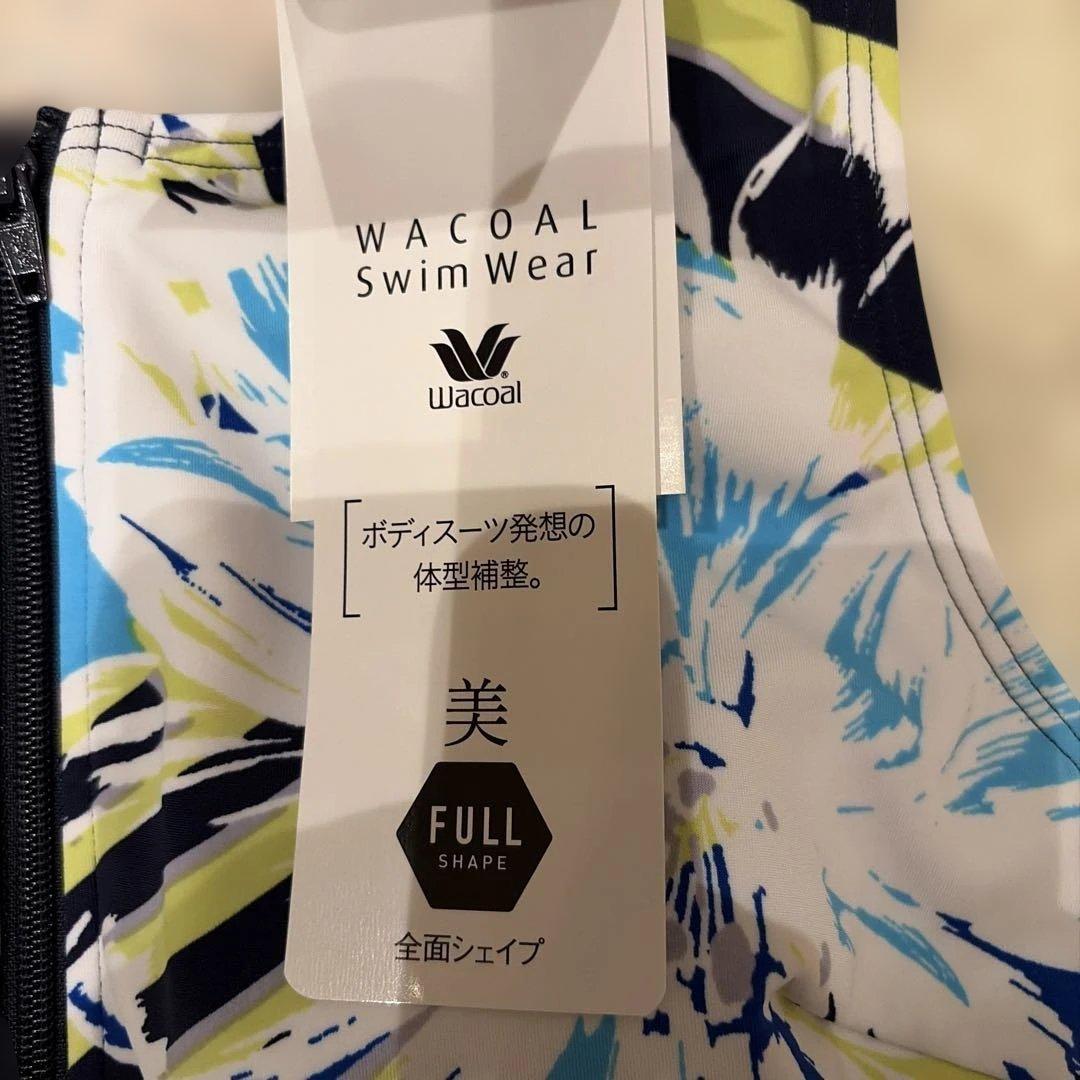 WACOAL
Swim Wear
Wacoal
ボディスーツ発想の
体型補整。
美
FULL
SHAPE
全面シェイプ